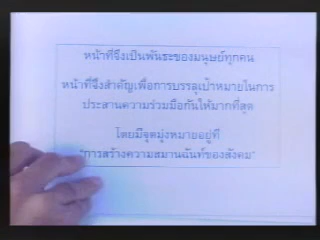 หน้าที่จึงเป็นพันธะของมนุษย์ทุกคน
หน้าที่จึงสำคัญเพื่อการบรรลุเป้าหมายในการ
ประสานความร่วมมือกันให้มากที่สุด
โดยมีจุดมุ่งหมายอยู่ที่
"การสร้างความสมานฉันท์ของสังคม"